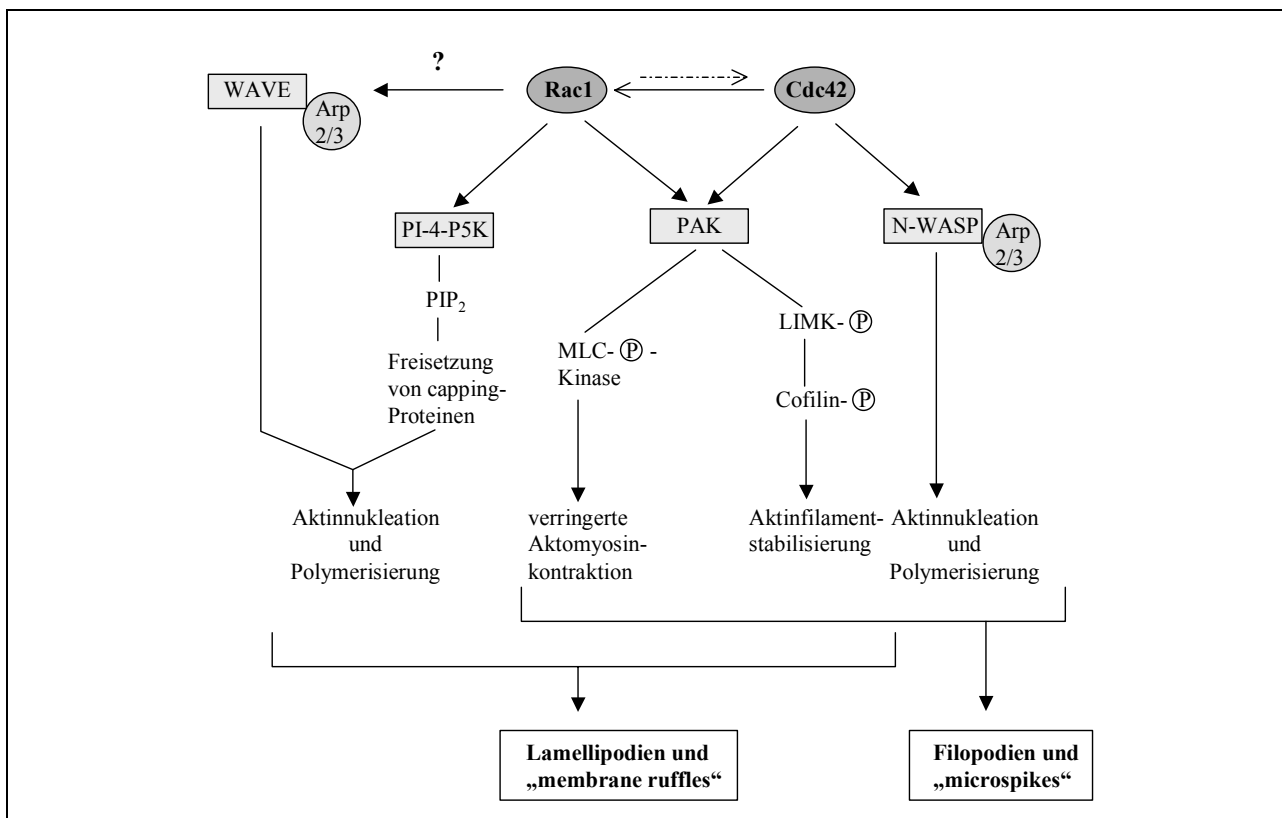 ?
WAVE
Arp
2/3
Rac1
Cdc42
PI-4-P5K
PAK
N-WASP
Arp
2/3
PIP₂
Freisetzung
von capping-
Proteinen
MLC- Ⓟ -
Kinase
LIMK- Ⓟ
Cofilin- Ⓟ
Aktinnukleation
und
Polymerisierung
verringerte
Aktomyosin-
kontraktion
Aktinfilament-
stabilisierung
Aktinnukleation
und
Polymerisierung
Lamellipodien und
„membrane ruffles“
Filopodien und
„microspikes“